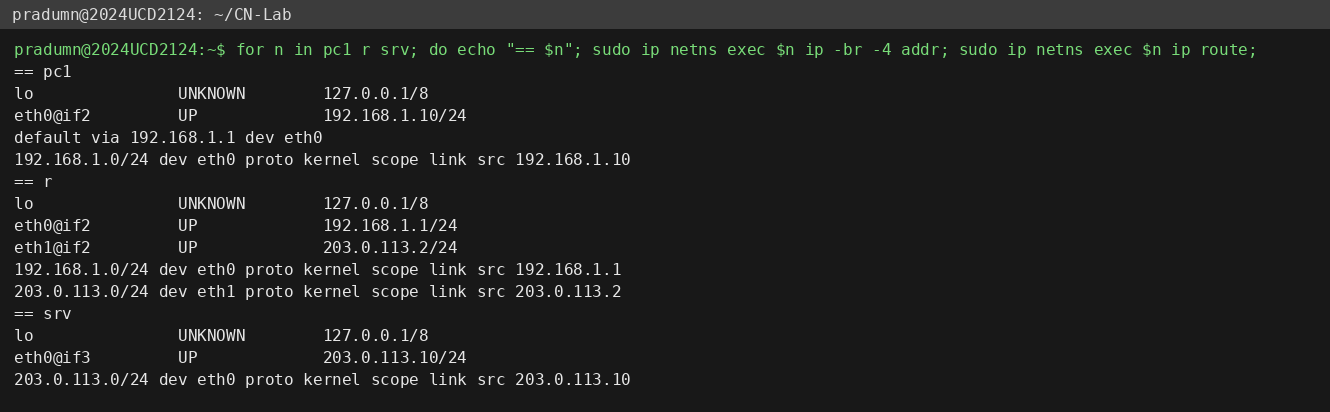 pradumn@2024UCD2124: ~/CN-Lab
pradumn@2024UCD2124:~$ for n in pc1 r srv; do echo "== $n"; sudo ip netns exec $n ip -br -4 addr; sudo ip netns exec $n ip route;
== pc1
lo               UNKNOWN        127.0.0.1/8
eth0@if2         UP             192.168.1.10/24
default via 192.168.1.1 dev eth0
192.168.1.0/24 dev eth0 proto kernel scope link src 192.168.1.10
== r
lo               UNKNOWN        127.0.0.1/8
eth0@if2         UP             192.168.1.1/24
eth1@if2         UP             203.0.113.2/24
192.168.1.0/24 dev eth0 proto kernel scope link src 192.168.1.1
203.0.113.0/24 dev eth1 proto kernel scope link src 203.0.113.2
== srv
lo               UNKNOWN        127.0.0.1/8
eth0@if3         UP             203.0.113.10/24
203.0.113.0/24 dev eth0 proto kernel scope link src 203.0.113.10